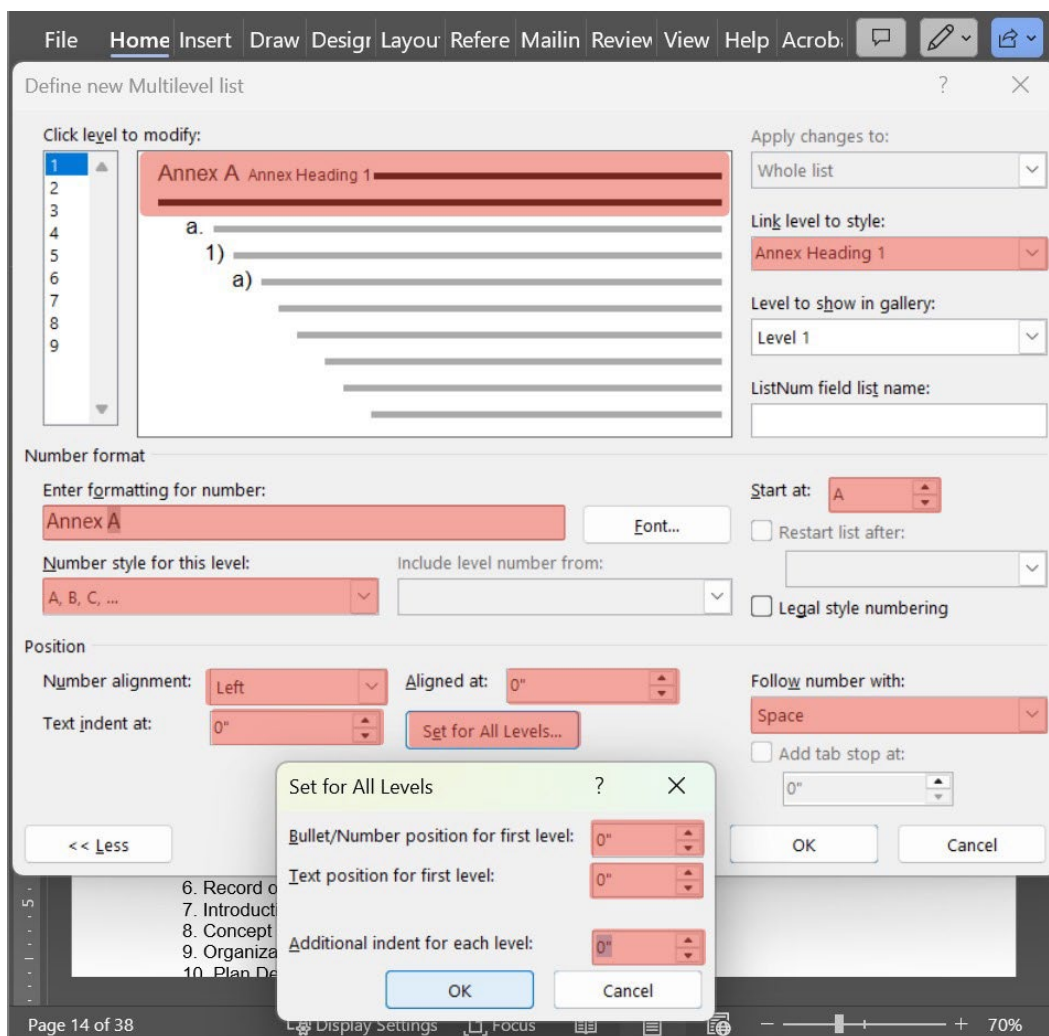 File Home Insert Draw Desigr Layou Refere Mailin Review View Help Acrob
Define new Multilevel list ?
Click level to modify:
Apply changes to:
1
2
3
4
5
6
7
8
9
Annex A Annex Heading 1
a.
1)
a)
Whole list
Link level to style:
Annex Heading 1
Level to show in gallery:
Level 1
ListNum field list name:
Number format
Enter formatting for number:
Annex A
Font...
Start at: A
Restart list after:
Number style for this level:
Include level number from:
A, B, C, ...
Legal style numbering
Position
Number alignment: Left
Aligned at: 0"
Follow number with:
Text indent at: 0"
Set for All Levels...
Space
Add tab stop at:
0"
Set for All Levels ?
Bullet/Number position for first level: 0"
Text position for first level: 0"
Additional indent for each level: 0"
OK Cancel
<< Less
OK Cancel
5
6. Record o
7. Introducti
8. Concept
9. Organiza
10. Plan De
Page 14 of 38
Display Settings
Focus
70%